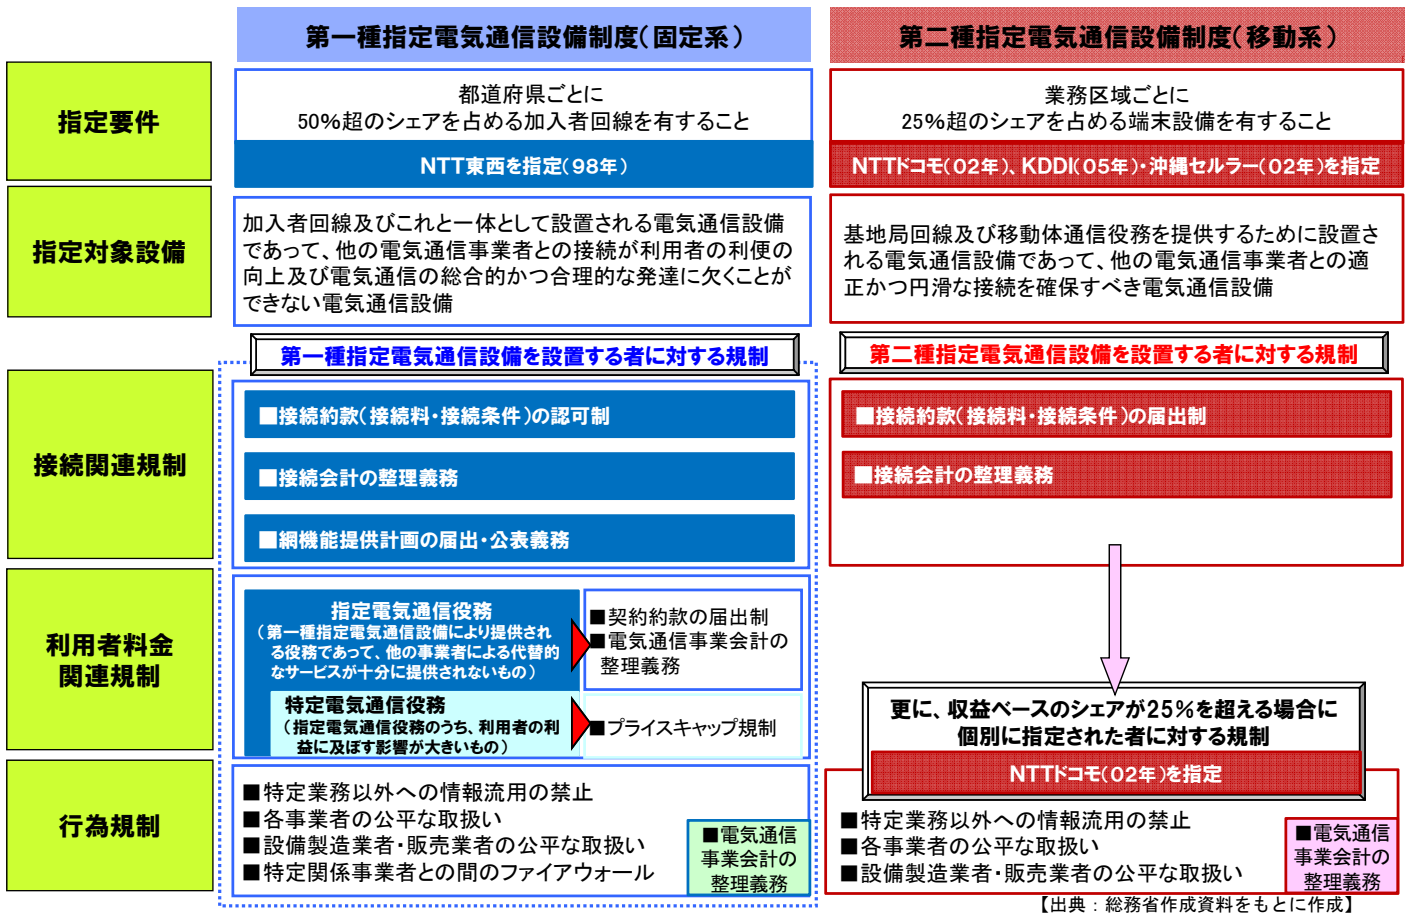 第一種指定電気通信設備制度(固定系)
第二種指定電気通信設備制度(移動系)
指定要件
都道府県ごとに
50%超のシェアを占める加入者回線を有すること
NTT東西を指定(98年)
業務区域ごとに
25%超のシェアを占める端末設備を有すること
NTTドコモ(02年)、KDDI(05年)・沖縄セルラー(02年)を指定
指定対象設備
加入者回線及びこれと一体として設置される電気通信設備
であって、他の電気通信事業者との接続が利用者の利便の
向上及び電気通信の総合的かつ合理的な発達に欠くことが
できない電気通信設備
基地局回線及び移動体通信役務を提供するために設置さ
れる電気通信設備であって、他の電気通信事業者との適
正かつ円滑な接続を確保すべき電気通信設備
第一種指定電気通信設備を設置する者に対する規制
第二種指定電気通信設備を設置する者に対する規制
接続関連規制
■接続約款(接続料・接続条件)の認可制
■接続会計の整理義務
■網機能提供計画の届出・公表義務
■接続約款(接続料・接続条件)の届出制
■接続会計の整理義務
利用者料金
関連規制
指定電気通信役務
(第一種指定電気通信設備により提供され
る役務であって、他の事業者による代替的
なサービスが十分に提供されないもの)
■契約約款の届出制
■電気通信事業会計の
整理義務
特定電気通信役務
(指定電気通信役務のうち、利用者の利
益に及ぼす影響が大きいもの)
■プライスキャップ規制
更に、収益ベースのシェアが25%を超える場合に
個別に指定された者に対する規制
NTTドコモ(02年)を指定
行為規制
■特定業務以外への情報流用の禁止
■各事業者の公平な取扱い
■設備製造業者・販売業者の公平な取扱い
■特定関係事業者との間のファイアウォール
■電気通信
事業会計の
整理義務
■特定業務以外への情報流用の禁止
■各事業者の公平な取扱い
■設備製造業者・販売業者の公平な取扱い
■電気通信
事業会計の
整理義務
【出典:総務省作成資料をもとに作成】